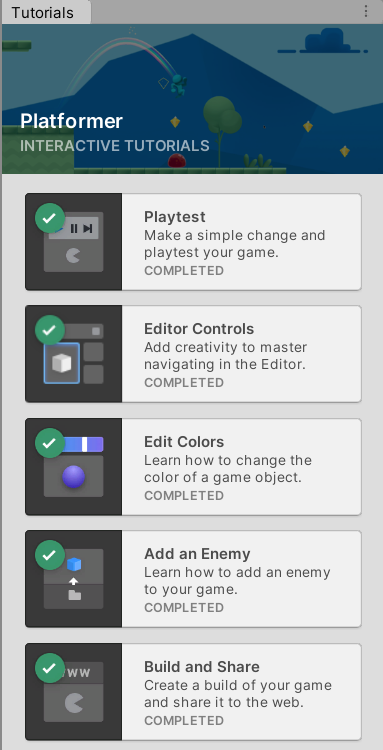 Tutorials
Platformer
INTERACTIVE TUTORIALS
Playtest
Make a simple change and
playtest your game.
COMPLETED
Editor Controls
Add creativity to master
navigating in the Editor.
COMPLETED
Edit Colors
Learn how to change the
color of a game object.
COMPLETED
Add an Enemy
Learn how to add an enemy
to your game.
COMPLETED
WW
Build and Share
Create a build of your game
and share it to the web.
COMPLETED